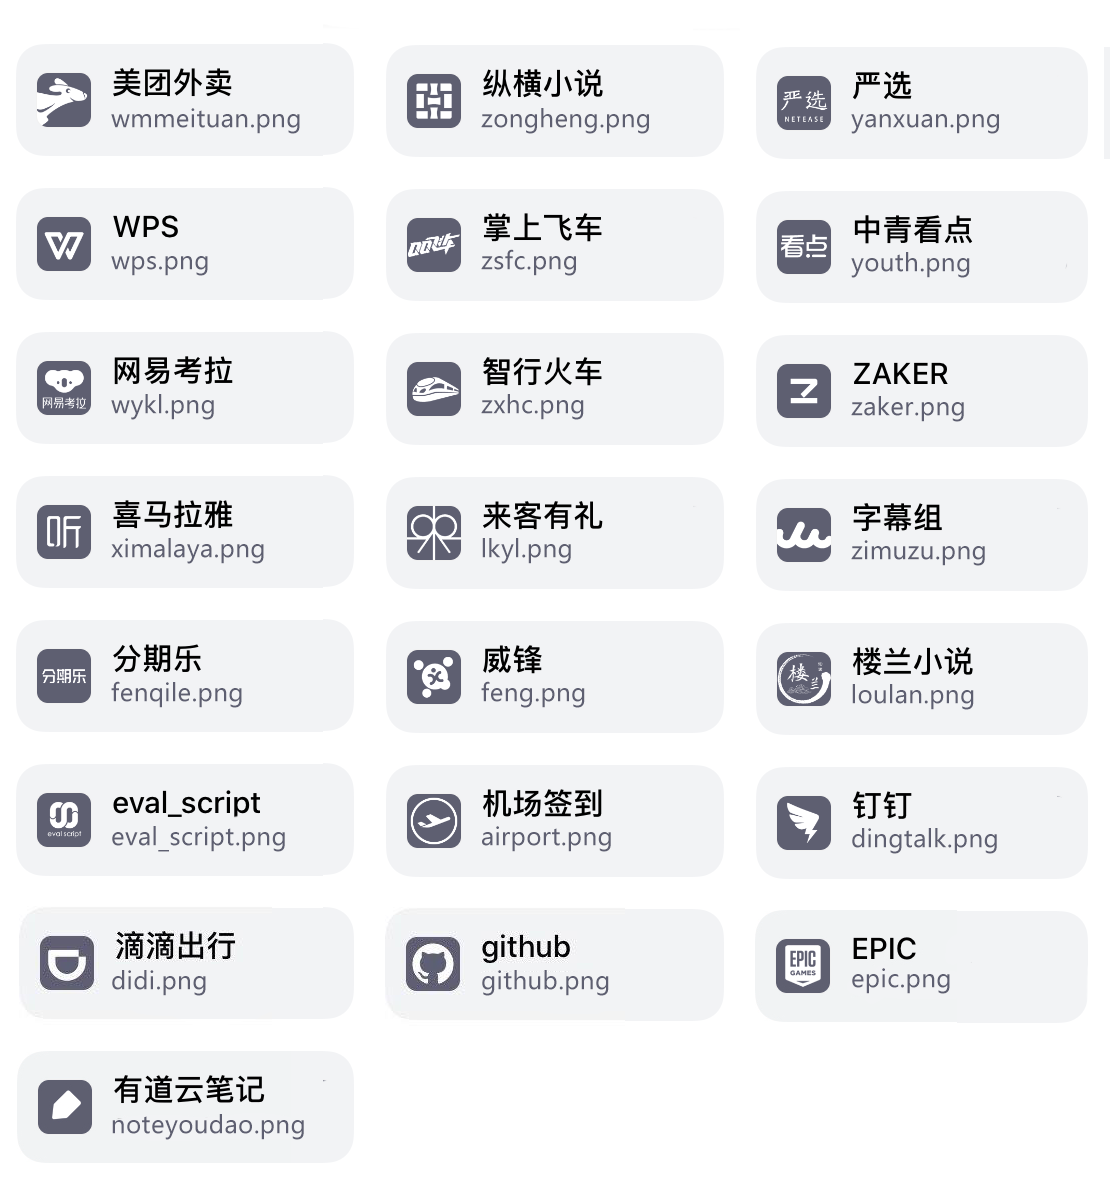 美团外卖
wmmeituan.png
纵横小说
zongheng.png
严选
NETEASE
严选
yanxuan.png
WPS
wps.png
QQ飞车
掌上飞车
zsfc.png
看点
中青看点
youth.png
网易考拉
网易考拉
wykl.png
智行火车
zxhc.png
ZAKER
zaker.png
听
喜马拉雅
ximalaya.png
来客有礼
lkyl.png
字幕组
zimuzu.png
分期乐
分期乐
fenqile.png
威锋
feng.png
楼兰
楼兰小说
loulan.png
eval script
eval_script
eval_script.png
机场签到
airport.png
钉钉
dingtalk.png
滴滴出行
didi.png
github
github.png
EPIC
GAMES
EPIC
epic.png
有道云笔记
noteyoudao.png